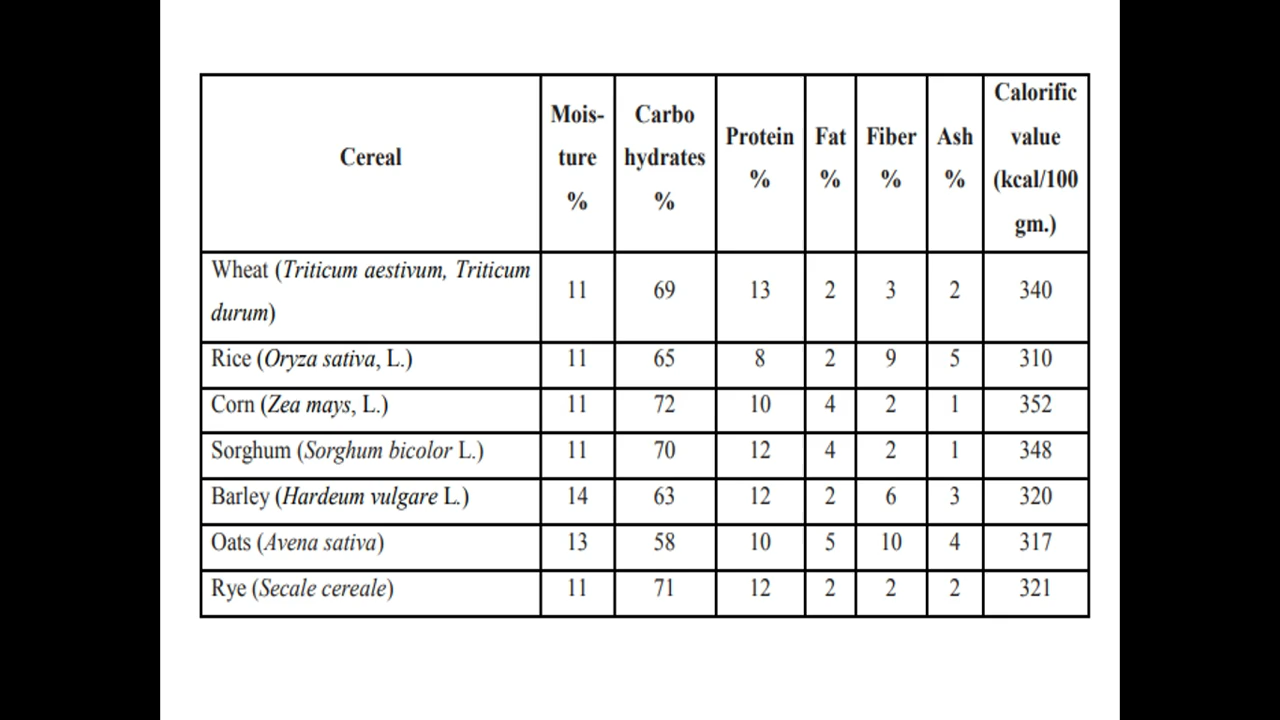 Cereal Mois-ture % Carbo hydrates % Protein % Fat % Fiber % Ash % Calorific value (kcal/100 gm.)
Wheat (Triticum aestivum, Triticum durum) 11 69 13 2 3 2 340
Rice (Oryza sativa, L.) 11 65 8 2 9 5 310
Corn (Zea mays, L.) 11 72 10 4 2 1 352
Sorghum (Sorghum bicolor L.) 11 70 12 4 2 1 348
Barley (Hardeum vulgare L.) 14 63 12 2 6 3 320
Oats (Avena sativa) 13 58 10 5 10 4 317
Rye (Secale cereale) 11 71 12 2 2 2 321